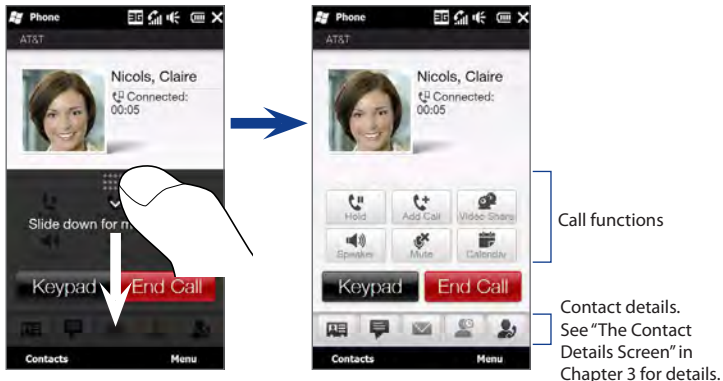 Phone
3G
AT&T
Nicols, Claire
Connected:
00:05
Slide down for m
Keypad
End Call
Contacts
Menu
Phone
3G
AT&T
Nicols, Claire
Connected:
00:05
Hold
Add Call
Video Share
Speaker
Mute
Calendar
Keypad
End Call
Contacts
Menu
Call functions
Contact details.
See “The Contact
Details Screen” in
Chapter 3 for details.